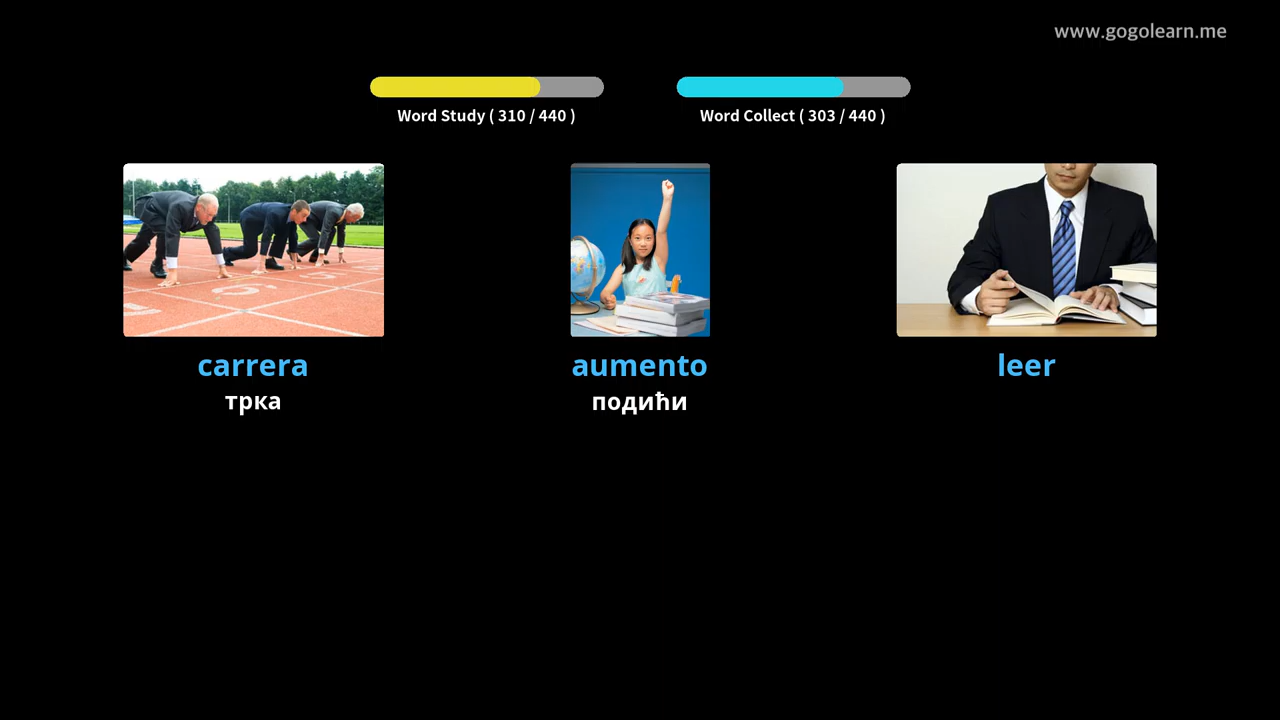 www.gogolearn.me
Word Study ( 310 / 440 )
Word Collect ( 303 / 440 )
carrera
трка
aumento
подићи
leer